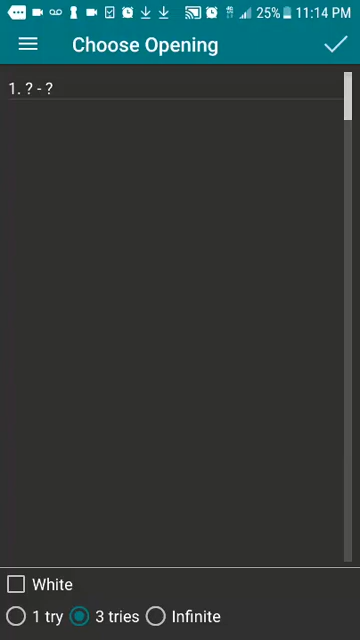 25% 11:14 PM
Choose Opening
1. ? - ?
White
1 try 3 tries Infinite